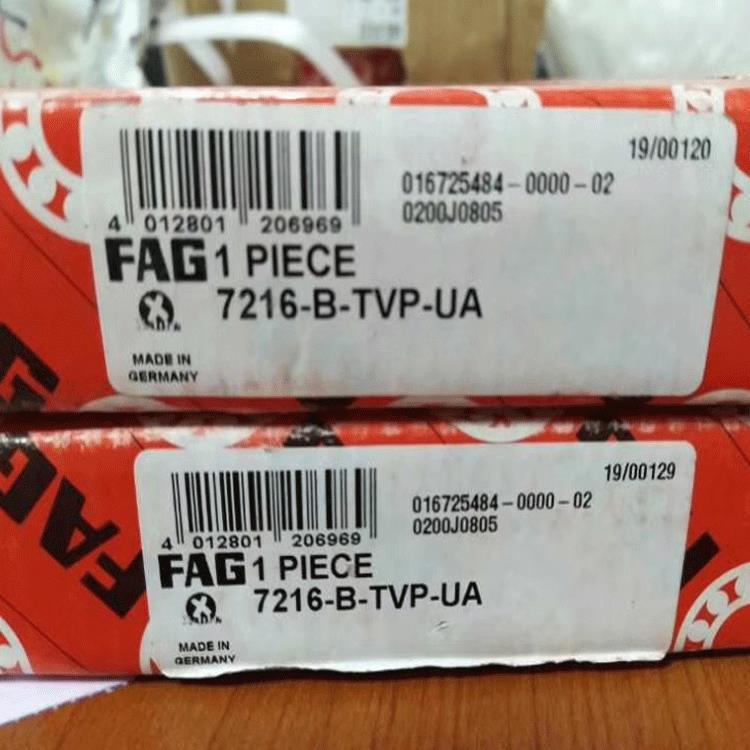 19/00120
016725484-0000-02
0200J0805
4 012801 206969
FAG 1 PIECE
X
7216-B-TVP-UA
MADE IN
GERMANY
FAG
19/00129
016725484-0000-02
0200J0805
4 012801 206969
FAG 1 PIECE
X
7216-B-TVP-UA
MADE IN
GERMANY